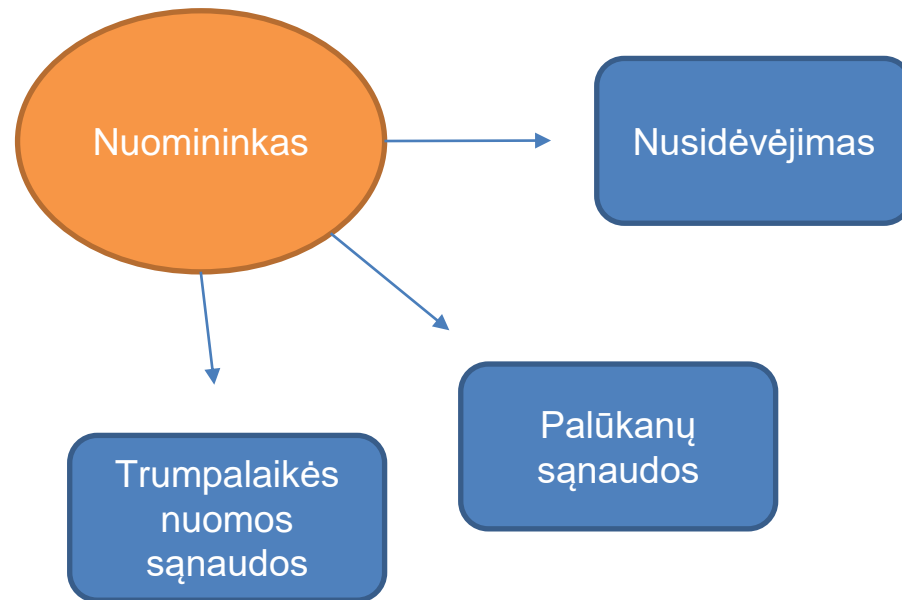 Nuomininkas
Nusidėvėjimas
Palūkanų
sąnaudos
Trumpalaikės
nuomos
sąnaudos